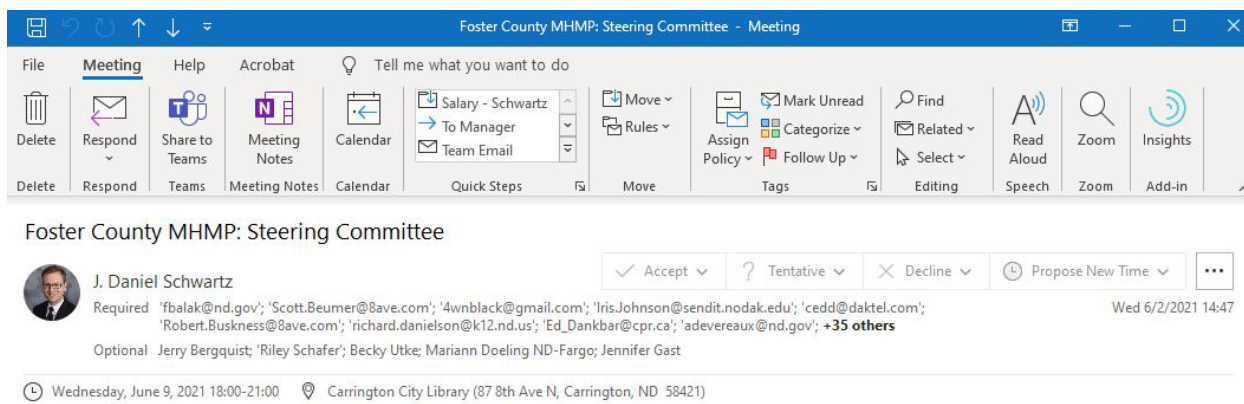 Foster County MHMP: Steering Committee - Meeting
File Meeting Help Acrobat Tell me what you want to do
Delete
Respond
Share to Teams
Meeting Notes
Calendar
Salary - Schwartz
To Manager
Team Email
Move
Rules
Assign Policy
Mark Unread
Categorize
Follow Up
Find
Related
Select
Read Aloud
Zoom
Insights
Delete Respond Teams Meeting Notes Calendar Quick Steps Move Tags Editing Speech Zoom Add-in
Foster County MHMP: Steering Committee
J. Daniel Schwartz
Accept ? Tentative Decline Propose New Time ...
Required 'fbalak@nd.gov'; 'Scott.Beumer@8ave.com'; '4wnblack@gmail.com'; 'Iris.Johnson@sendit.nodak.edu'; 'cedd@daktel.com';
Wed 6/2/2021 14:47
'Robert.Buskness@8ave.com'; 'richard.danielson@k12.nd.us'; 'Ed_Dankbar@cpr.ca'; 'adevereaux@nd.gov'; +35 others
Optional Jerry Bergquist; 'Riley Schafer'; Becky Utke; Mariann Doeling ND-Fargo; Jennifer Gast
Wednesday, June 9, 2021 18:00-21:00 Carrington City Library (87 8th Ave N, Carrington, ND 58421)